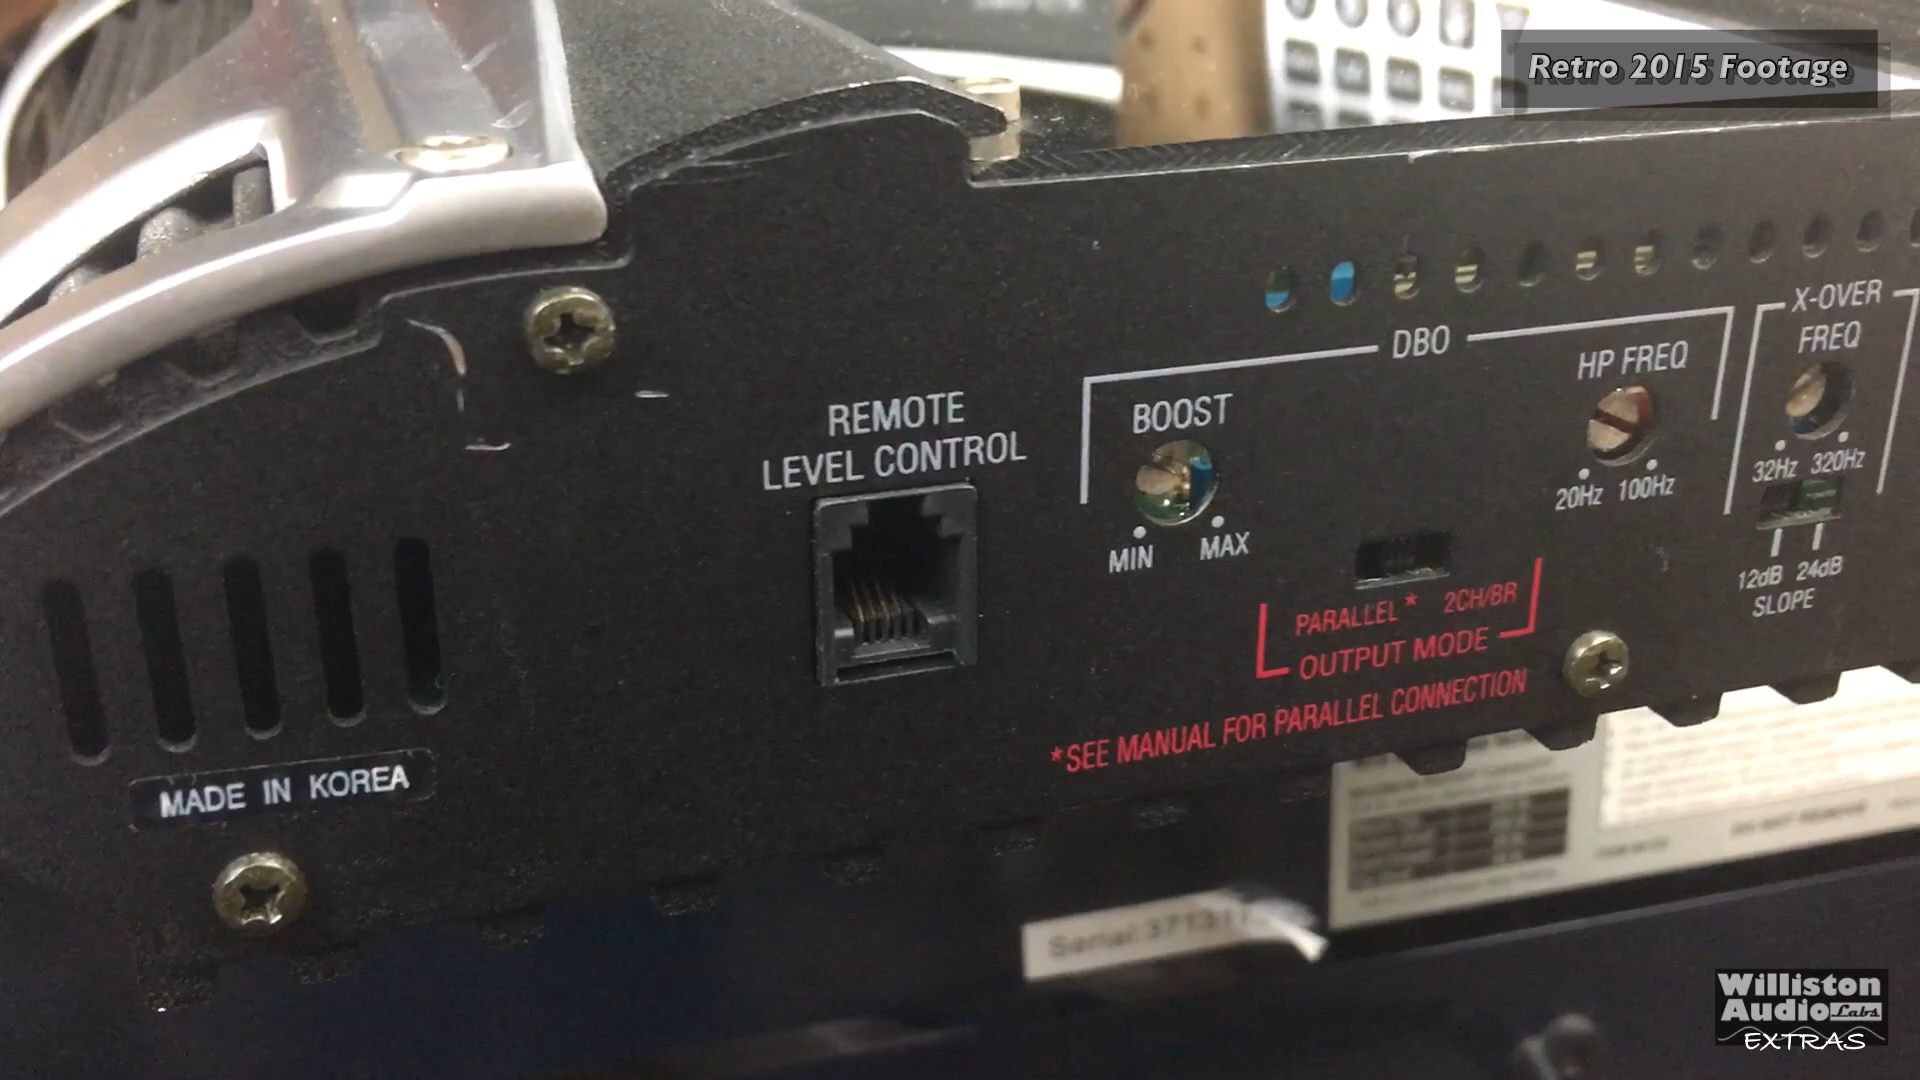 Retro 2015 Footage
X-OVER
FREQ
32Hz 320Hz
12dB 24dB
SLOPE
DBO
BOOST
MIN MAX
HP FREQ
20Hz 100Hz
REMOTE
LEVEL CONTROL
PARALLEL* 2CH/BR
OUTPUT MODE
*SEE MANUAL FOR PARALLEL CONNECTION
MADE IN KOREA
Williston
Audio Labs
EXTRAS